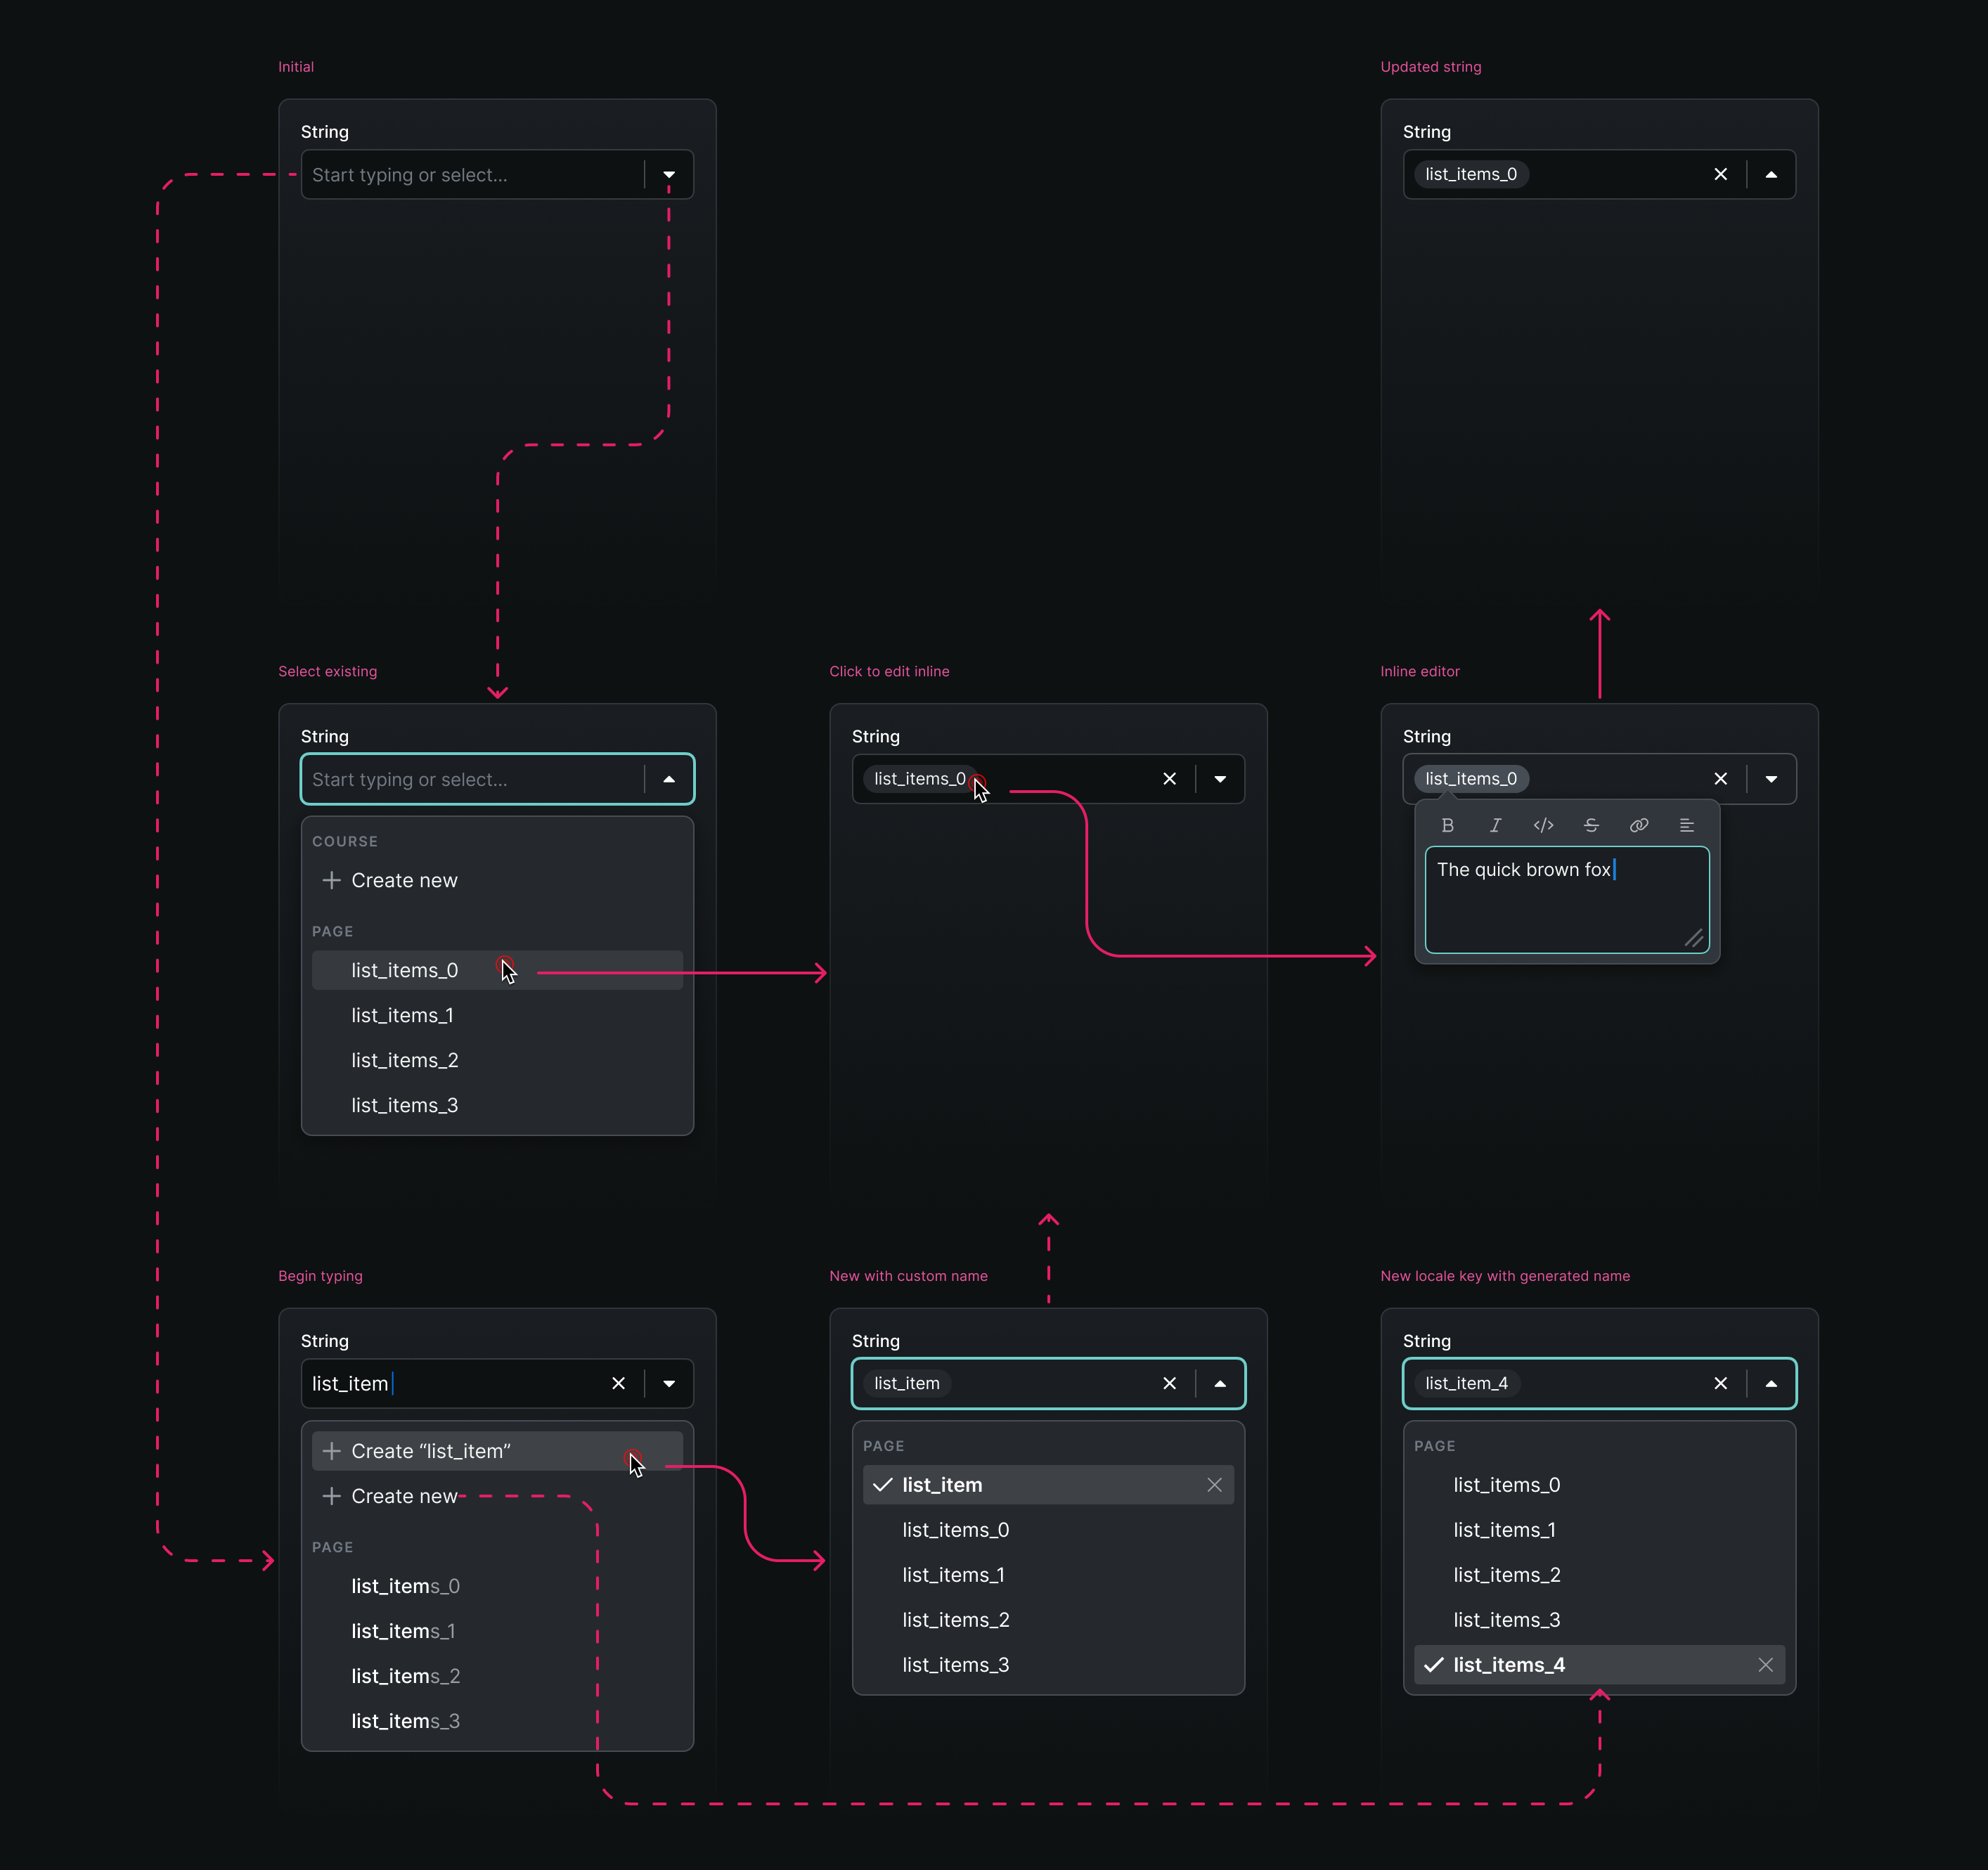 Initial
String
Start typing or select...
Updated string
String
list_items_0
Select existing
String
Start typing or select...
COURSE
Create new
PAGE
list_items_0
list_items_1
list_items_2
list_items_3
Click to edit inline
String
list_items_0
Inline editor
String
list_items_0
The quick brown fox
Begin typing
String
list_item
Create “list_item”
Create new
PAGE
list_items_0
list_items_1
list_items_2
list_items_3
New with custom name
String
list_item
PAGE
list_item
list_items_0
list_items_1
list_items_2
list_items_3
New locale key with generated name
String
list_item_4
PAGE
list_items_0
list_items_1
list_items_2
list_items_3
list_items_4